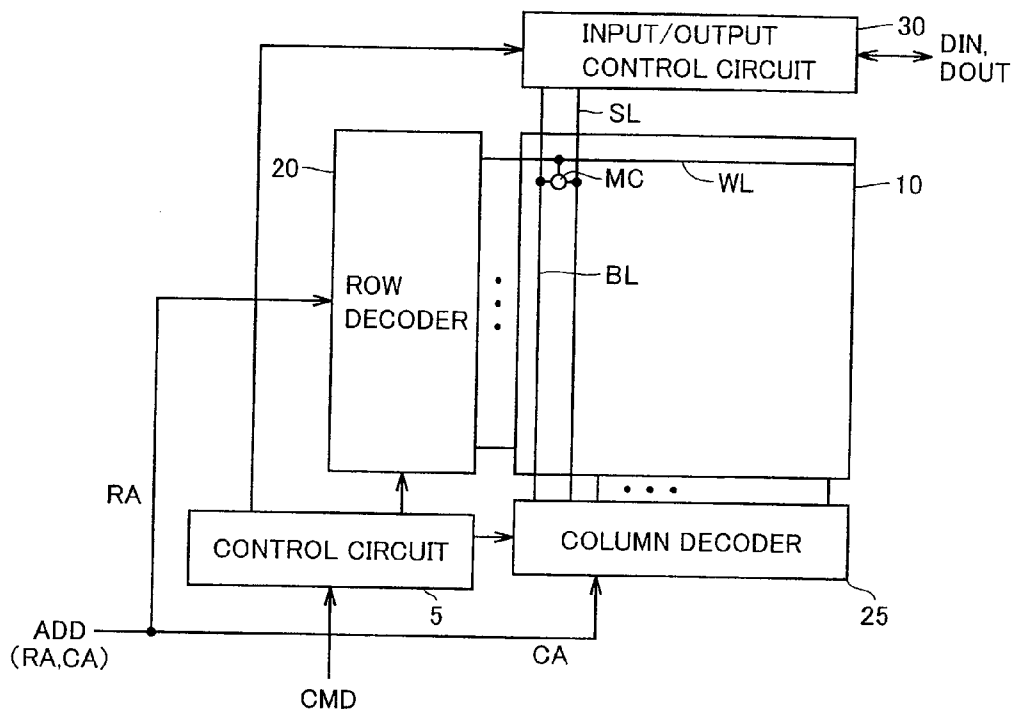 30
INPUT/OUTPUT
CONTROL CIRCUIT
DIN,
DOUT
SL
20
MC
WL
10
ROW
DECODER
BL
RA
CONTROL CIRCUIT
COLUMN DECODER
5
25
ADD
(RA,CA)
CA
CMD